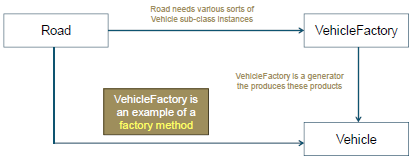 Road needs various sorts of
Vehicle sub-class instances
Road
VehicleFactory
VehicleFactory is a generator
the produces these products
VehicleFactory is
an example of a
factory method
Vehicle